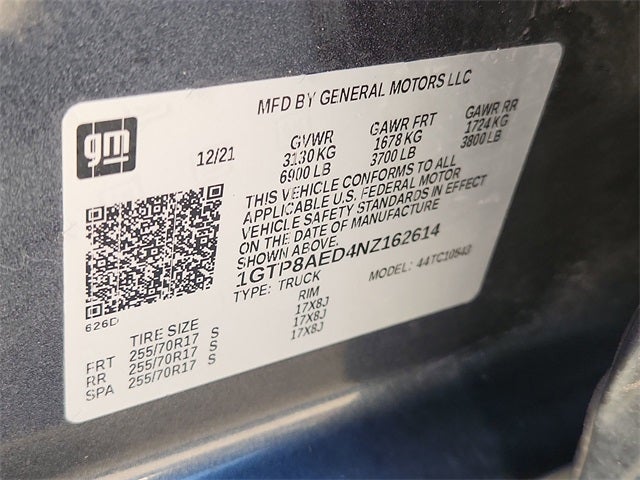 MFD BY GENERAL MOTORS LLC
gm
12/21
GVWR
3130 KG
6900 LB
GAWR FRT
1678 KG
3700 LB
GAWR RR
1724 KG
3800 LB
THIS VEHICLE CONFORMS TO ALL
APPLICABLE U.S. FEDERAL MOTOR
VEHICLE SAFETY STANDARDS IN EFFECT
ON THE DATE OF MANUFACTURE
SHOWN ABOVE.
1GTP8AED4NZ162614
TYPE: TRUCK
MODEL: 44TC10543
626D
TIRE SIZE RIM
FRT 255/70R17 S 17X8J
RR 255/70R17 S 17X8J
SPA 255/70R17 S 17X8J